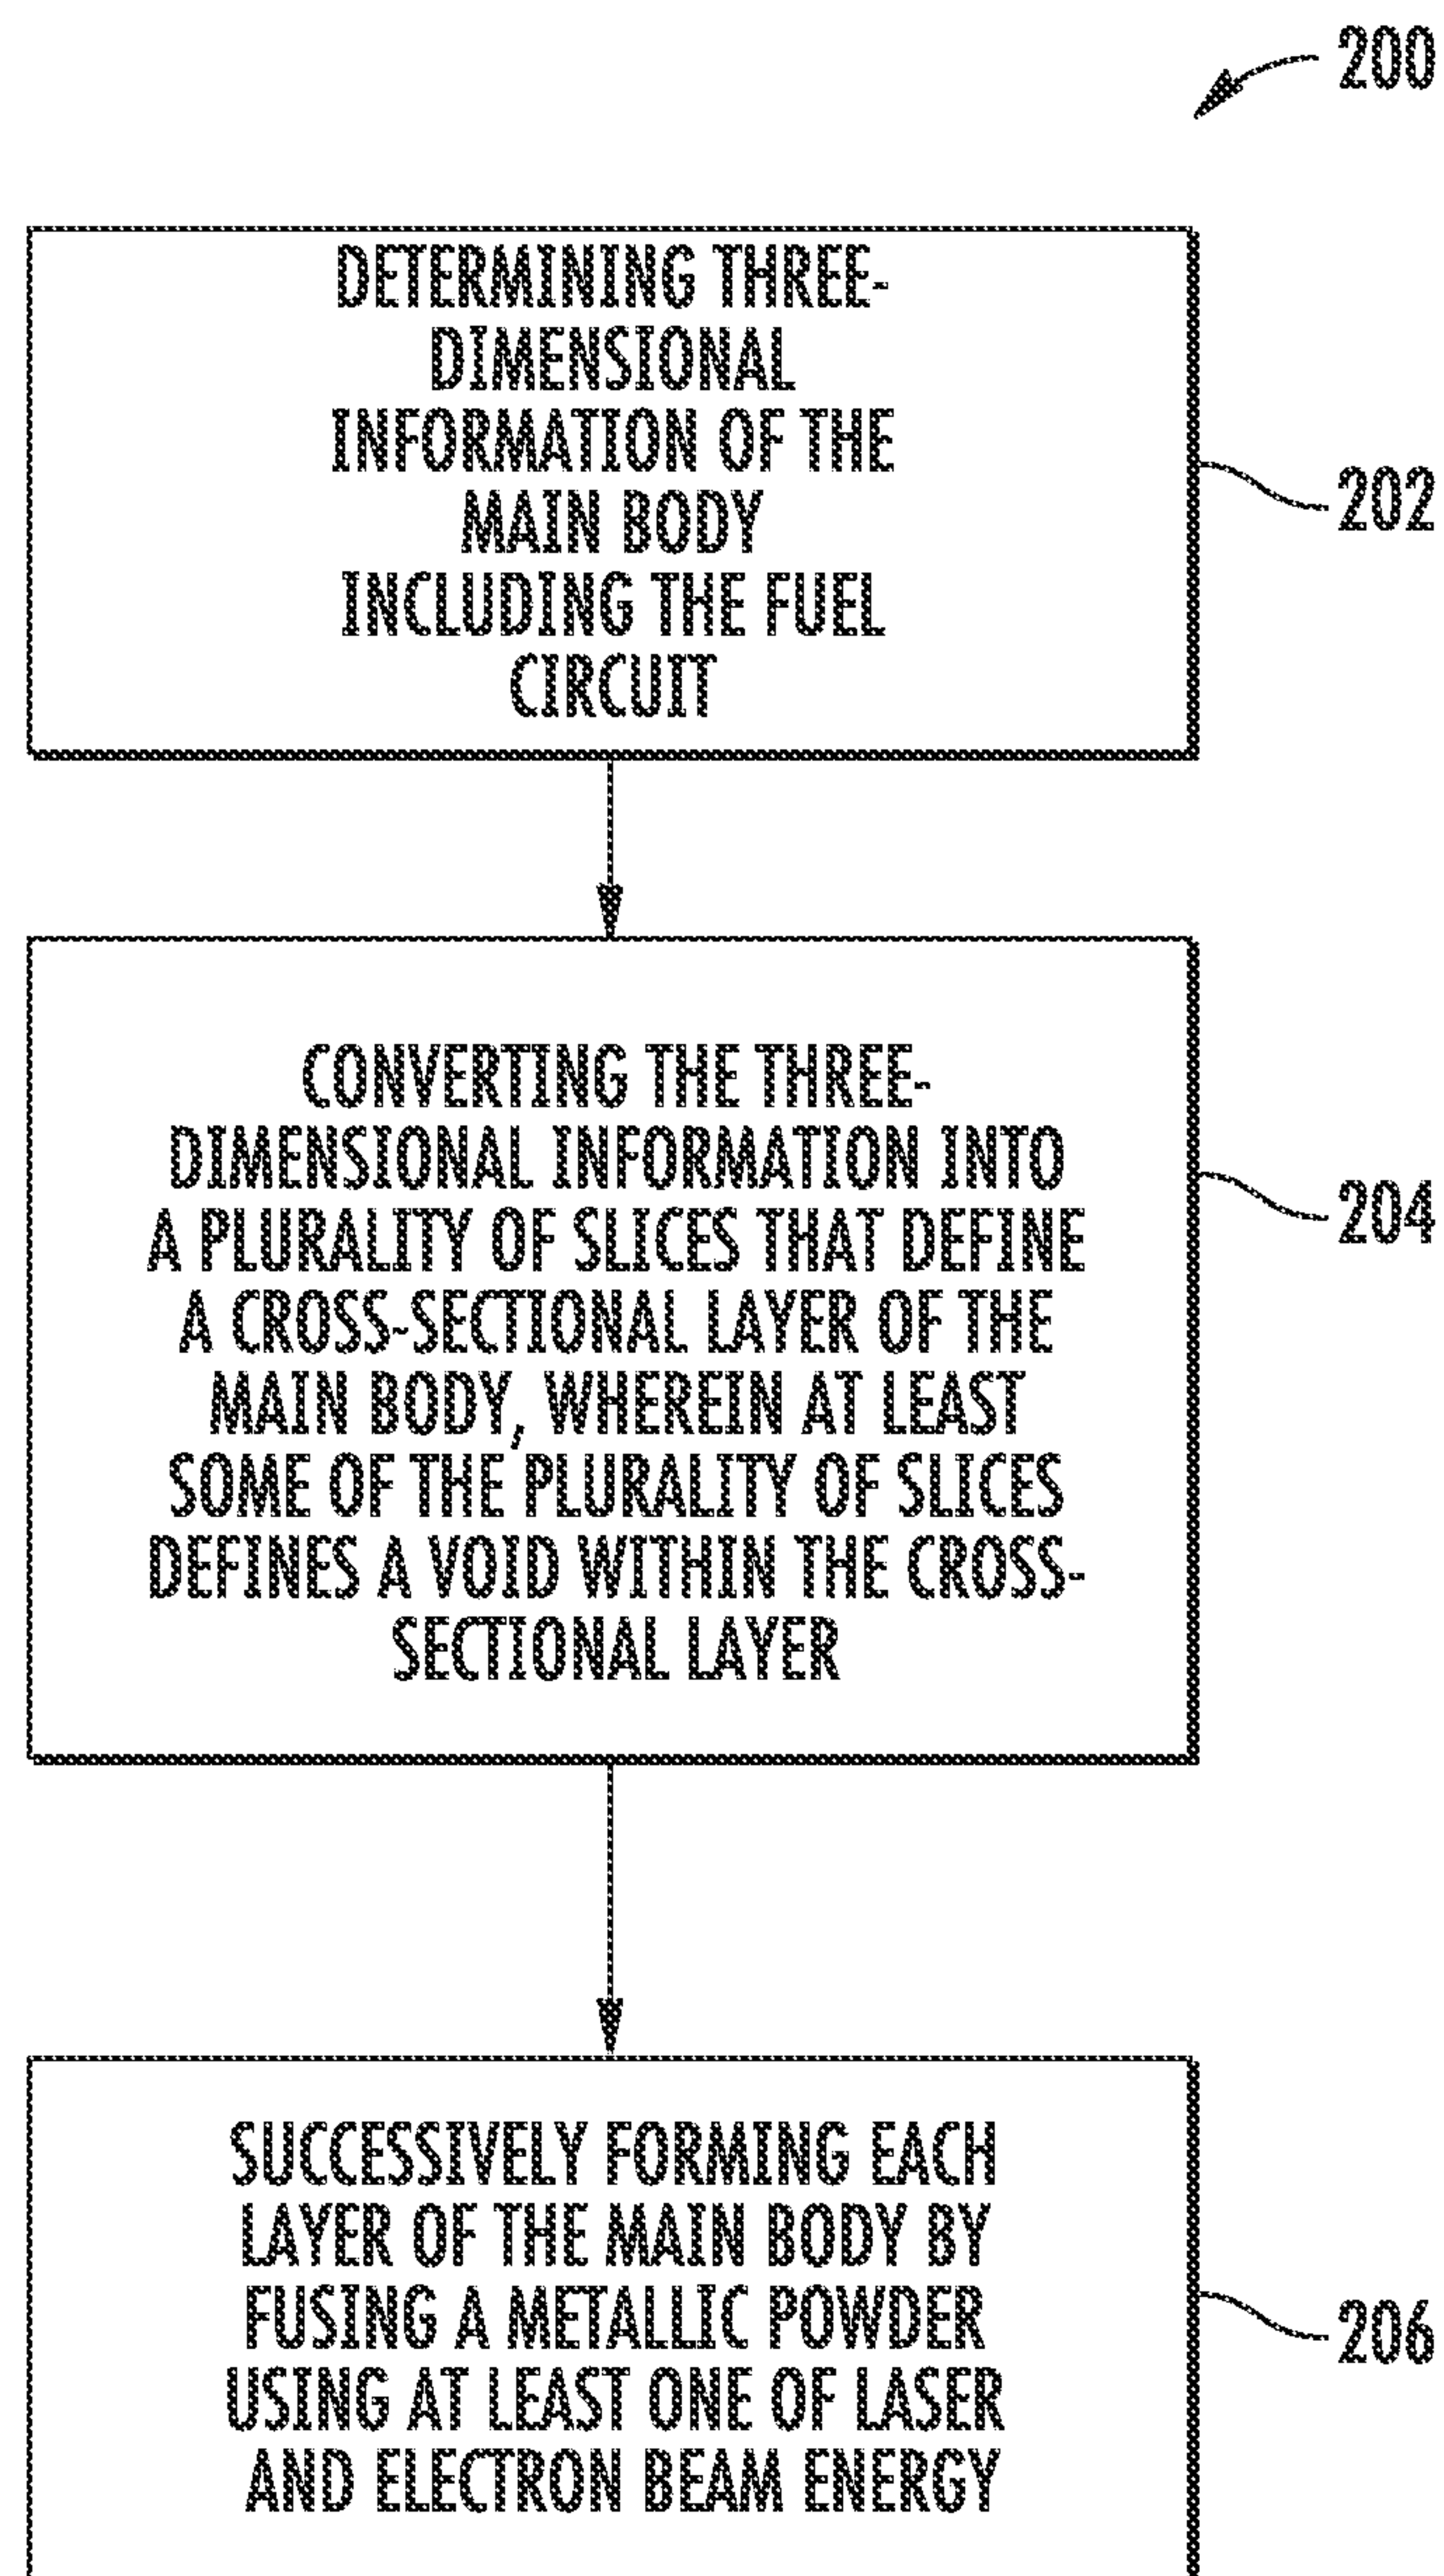 200
DETERMINING THREE-
DIMENSIONAL
INFORMATION OF THE
MAIN BODY
INCLUDING THE FUEL
CIRCUIT
202
CONVERTING THE THREE-
DIMENSIONAL INFORMATION INTO
A PLURALITY OF SLICES THAT DEFINE
A CROSS-SECTIONAL LAYER OF THE
MAIN BODY, WHEREIN AT LEAST
SOME OF THE PLURALITY OF SLICES
DEFINES A VOID WITHIN THE CROSS-
SECTIONAL LAYER
204
SUCCESSIVELY FORMING EACH
LAYER OF THE MAIN BODY BY
FUSING A METALLIC POWDER
USING AT LEAST ONE OF LASER
AND ELECTRON BEAM ENERGY
206